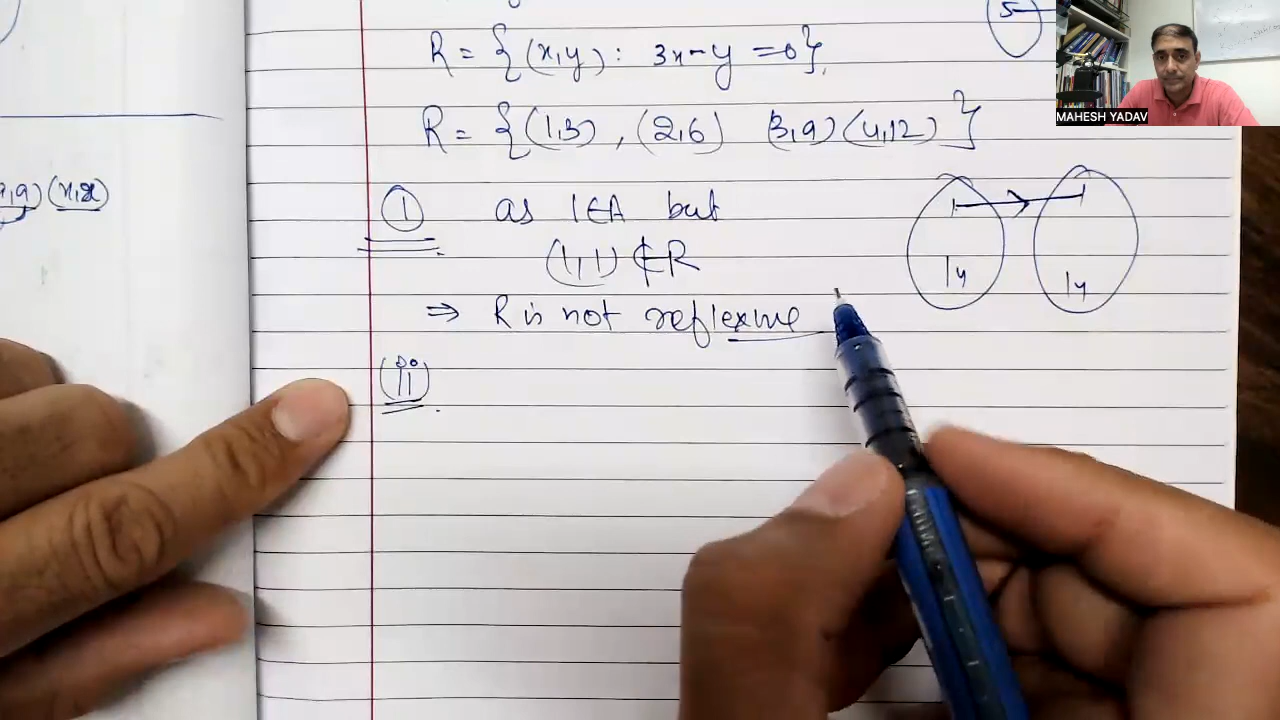 5
MAHESH YADAV
R = {(x,y) : 3x-y =0},
R = {(1,3) , (2,6) (3,9) (4,12) }
(x,x)
① as 1∈A but
(1,1) ∉ R
14 14
⇒ R is not reflexive
(ii)